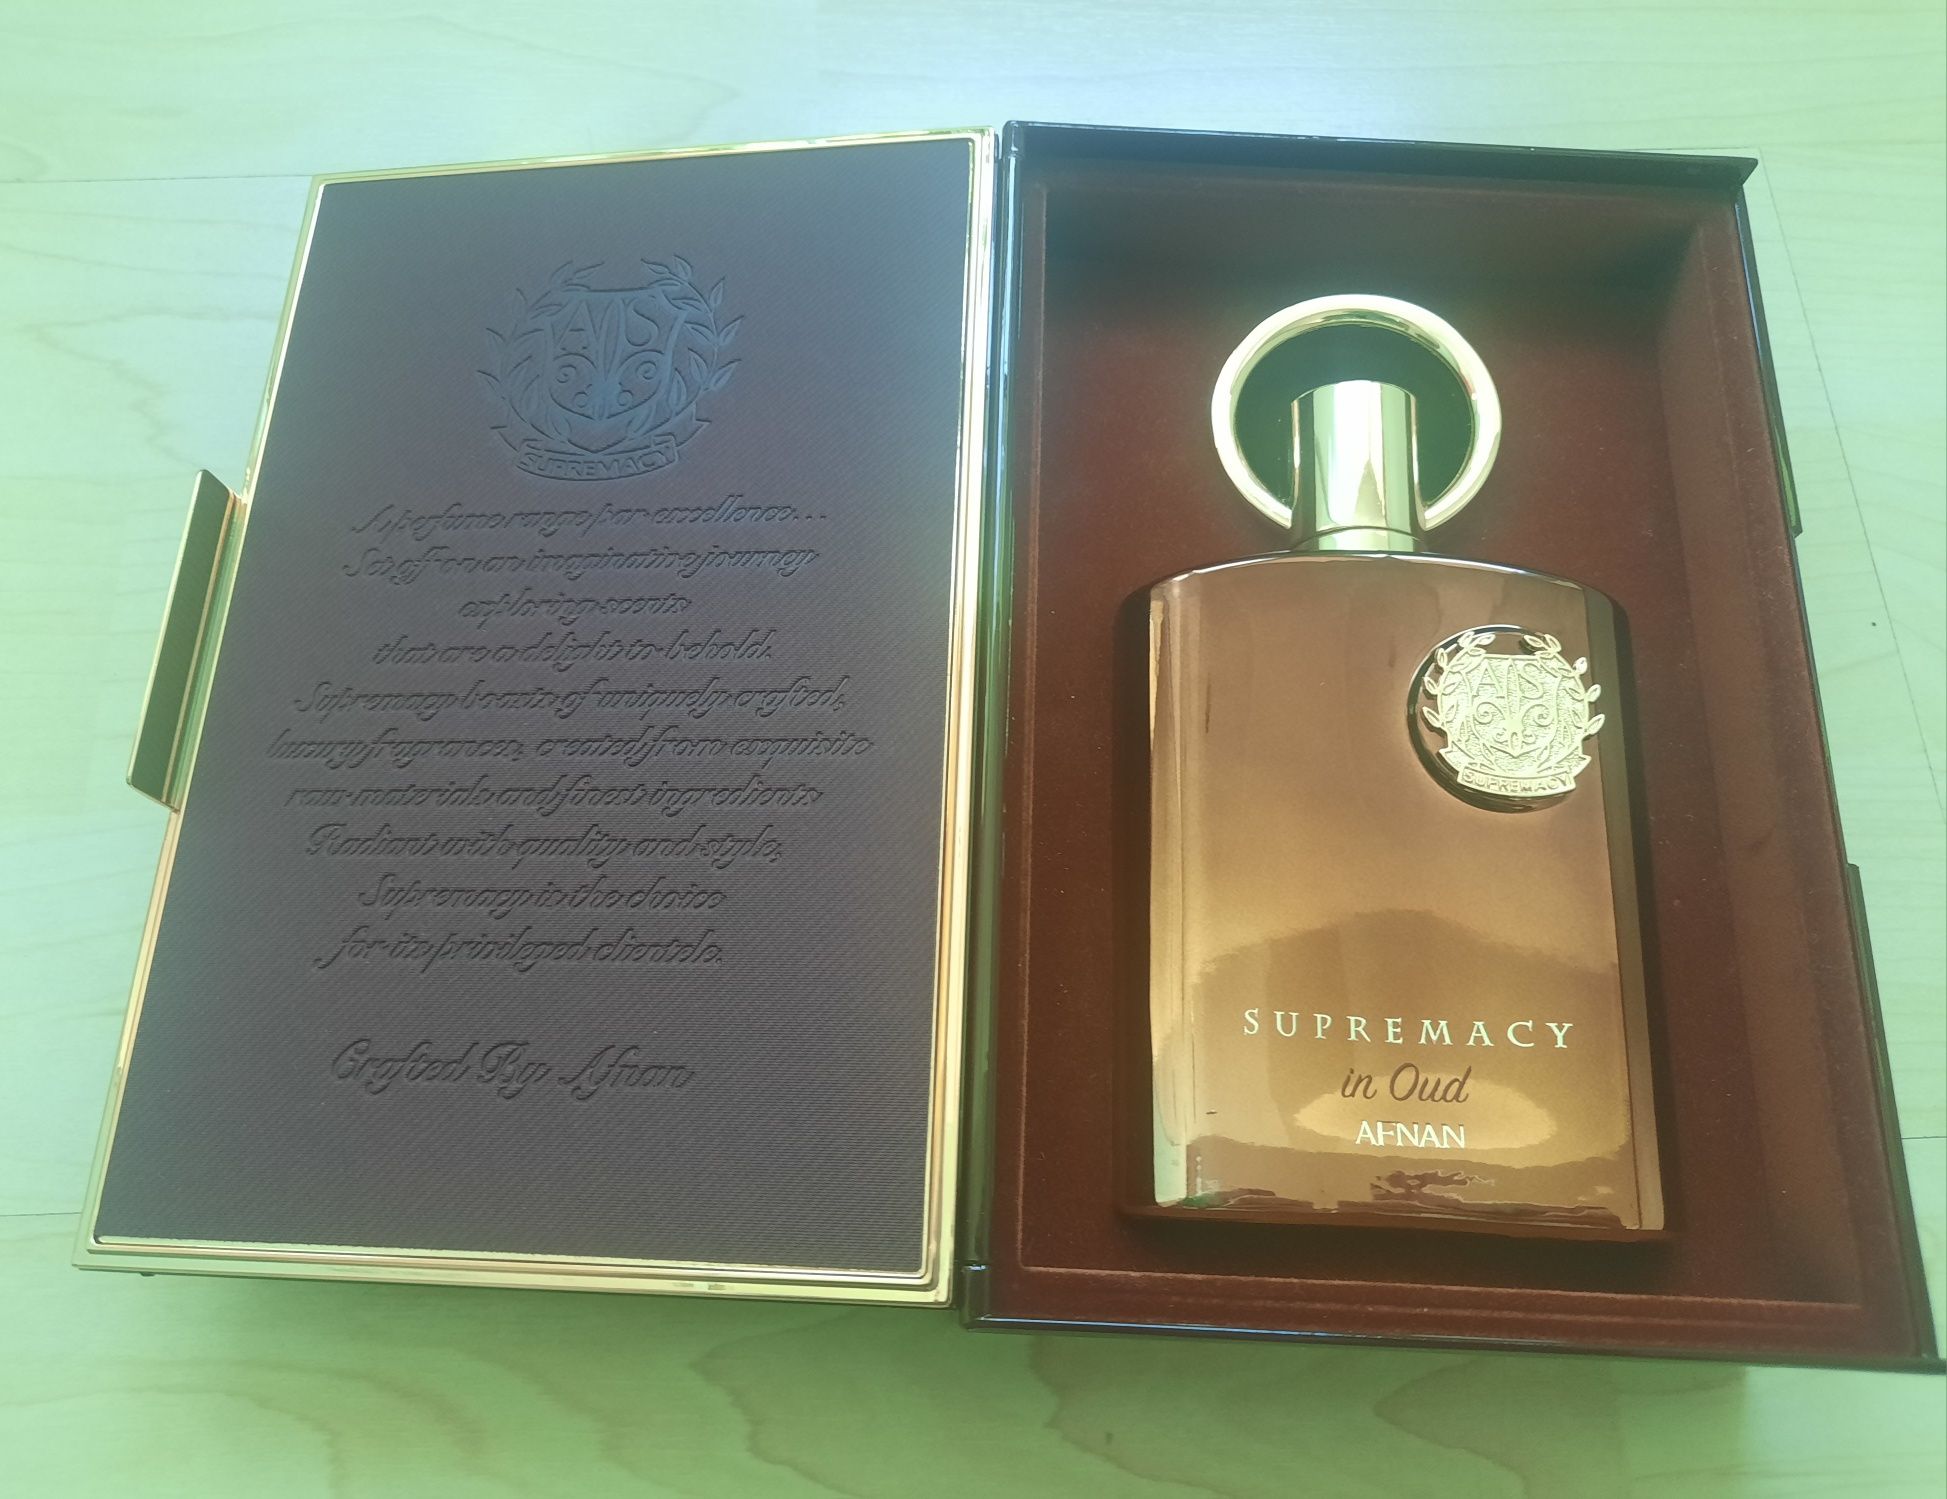 AS
SUPREMACY
A perfume range par excellence...
Set off on an imaginative journey
exploring scents
that are a delight to behold.
Supremacy boasts of uniquely crafted,
luxury fragrances, created from exquisite
raw materials and finest ingredients
Radiant with quality and style,
Supremacy is the choice
for its privileged clientele.
Crafted By Afnan
AS
SUPREMACY
SUPREMACY
in Oud
AFNAN